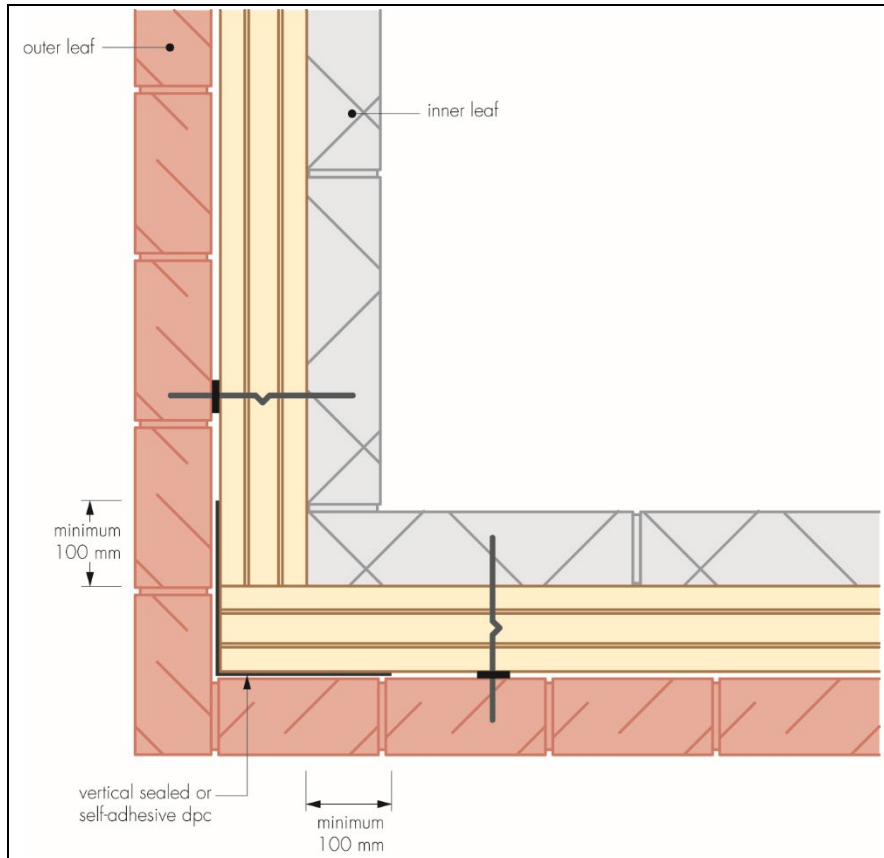 outer leaf
inner leaf
minimum
100 mm
vertical sealed or
self-adhesive dpc
minimum
100 mm